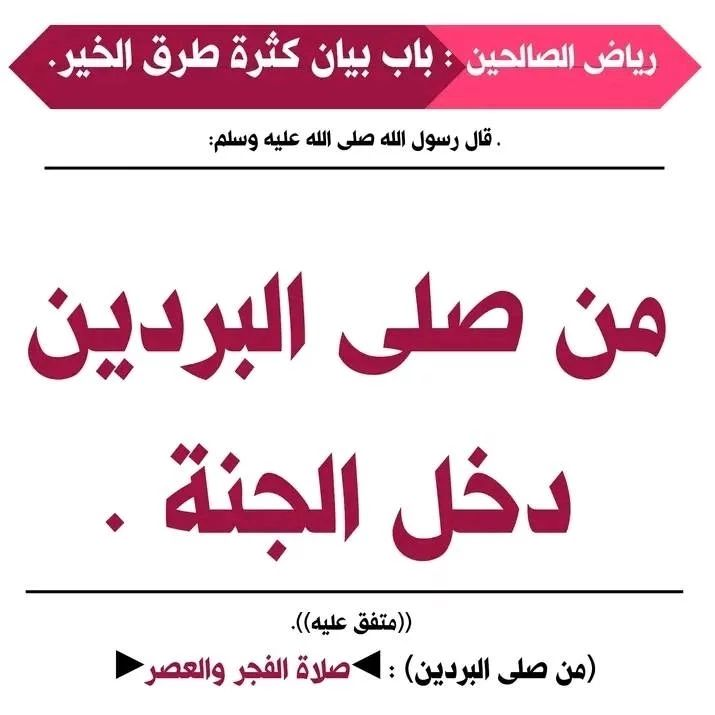 رياض الصالحين : باب بيان كثرة طرق الخير.
. قال رسول الله صلى الله عليه وسلم:
من صلى البردين
دخل الجنة .
((متفق عليه)).
(من صلى البردين) : ◀صلاة الفجر والعصر▶